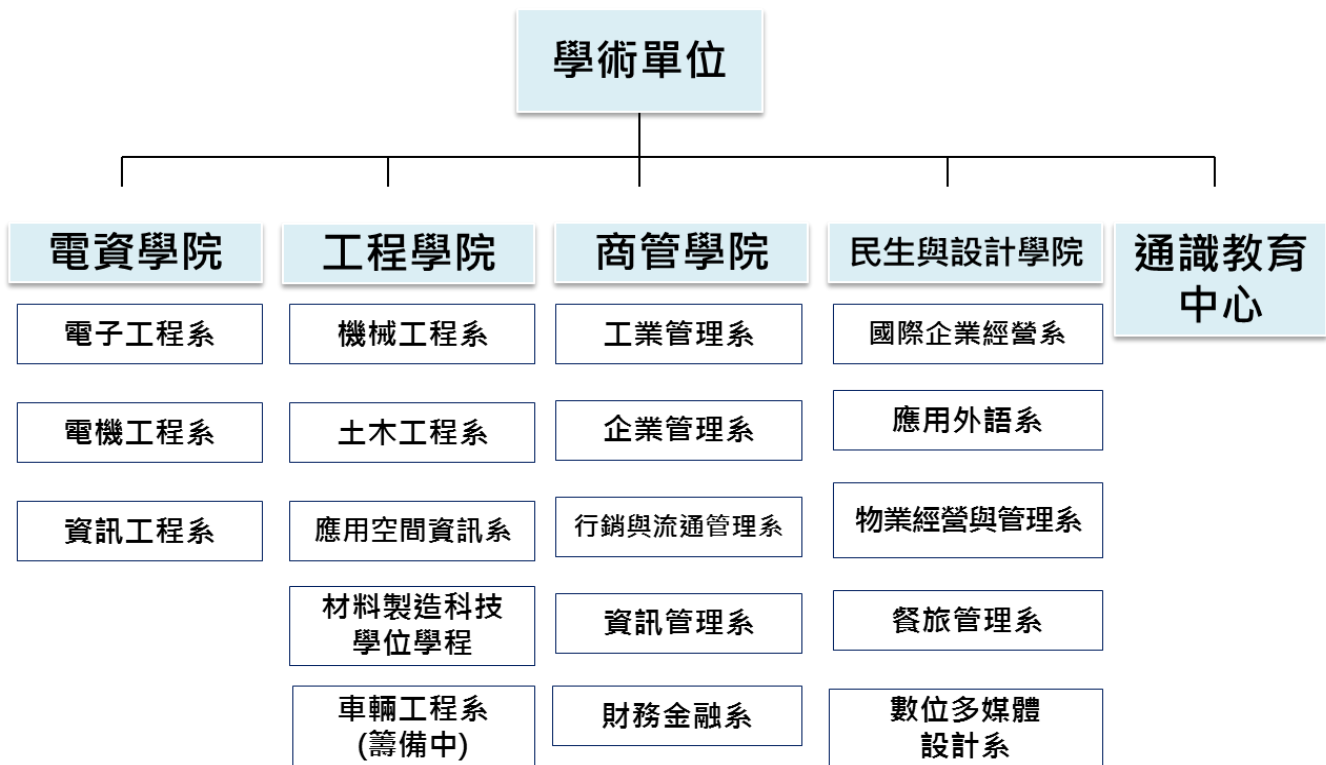 學術單位
電資學院
電子工程系
電機工程系
資訊工程系
工程學院
機械工程系
土木工程系
應用空間資訊系
材料製造科技
學位學程
車輛工程系
(籌備中)
商管學院
工業管理系
企業管理系
行銷與流通管理系
資訊管理系
財務金融系
民生與設計學院
國際企業經營系
應用外語系
物業經營與管理系
餐旅管理系
數位多媒體
設計系
通識教育
中心